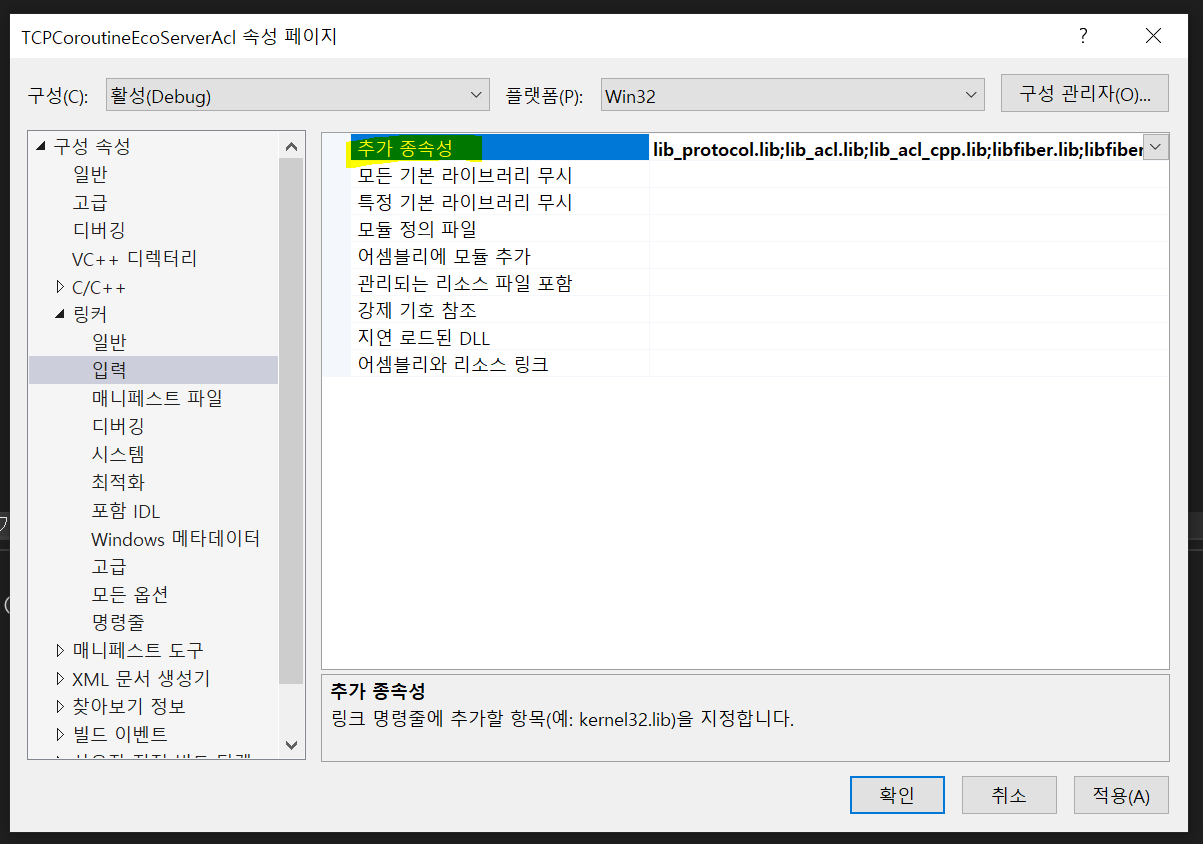 TCPCoroutineEcoServerAcl 속성 페이지
?
구성(C): 활성(Debug) 플랫폼(P): Win32 구성 관리자(O)...
구성 속성
일반
고급
디버깅
VC++ 디렉터리
C/C++
링커
일반
입력
매니페스트 파일
디버깅
시스템
최적화
포함 IDL
Windows 메타데이터
고급
모든 옵션
명령줄
매니페스트 도구
XML 문서 생성기
찾아보기 정보
빌드 이벤트
추가 종속성 lib_protocol.lib;lib_acl.lib;lib_acl_cpp.lib;libfiber.lib;libfiber
모든 기본 라이브러리 무시
특정 기본 라이브러리 무시
모듈 정의 파일
어셈블리에 모듈 추가
관리되는 리소스 파일 포함
강제 기호 참조
지연 로드된 DLL
어셈블리와 리소스 링크
추가 종속성
링크 명령줄에 추가할 항목(예: kernel32.lib)을 지정합니다.
확인 취소 적용(A)